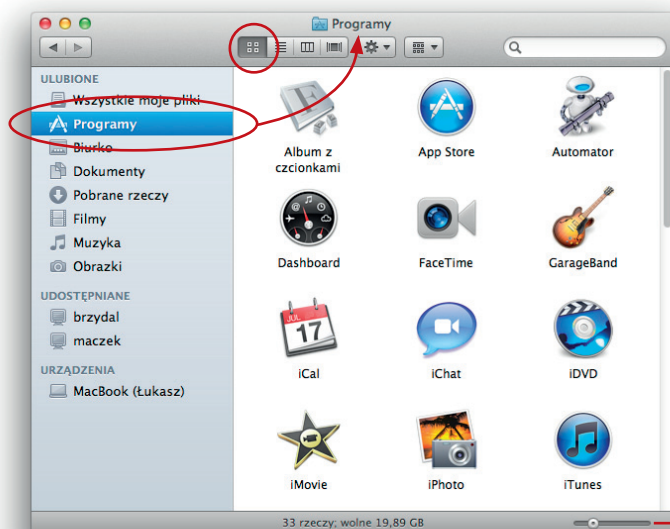 Programy
ULUBIONE
Wszystkie moje pliki
Programy
Biurko
Dokumenty
Pobrane rzeczy
Filmy
Muzyka
Obrazki
UDOSTĘPNIANE
brzydal
maczek
URZĄDZENIA
MacBook (Łukasz)
Album z
czcionkami
App Store
Automator
Dashboard
FaceTime
GarageBand
JUL
17
iCal
iChat
iDVD
iMovie
iPhoto
iTunes
33 rzeczy; wolne 19,89 GB